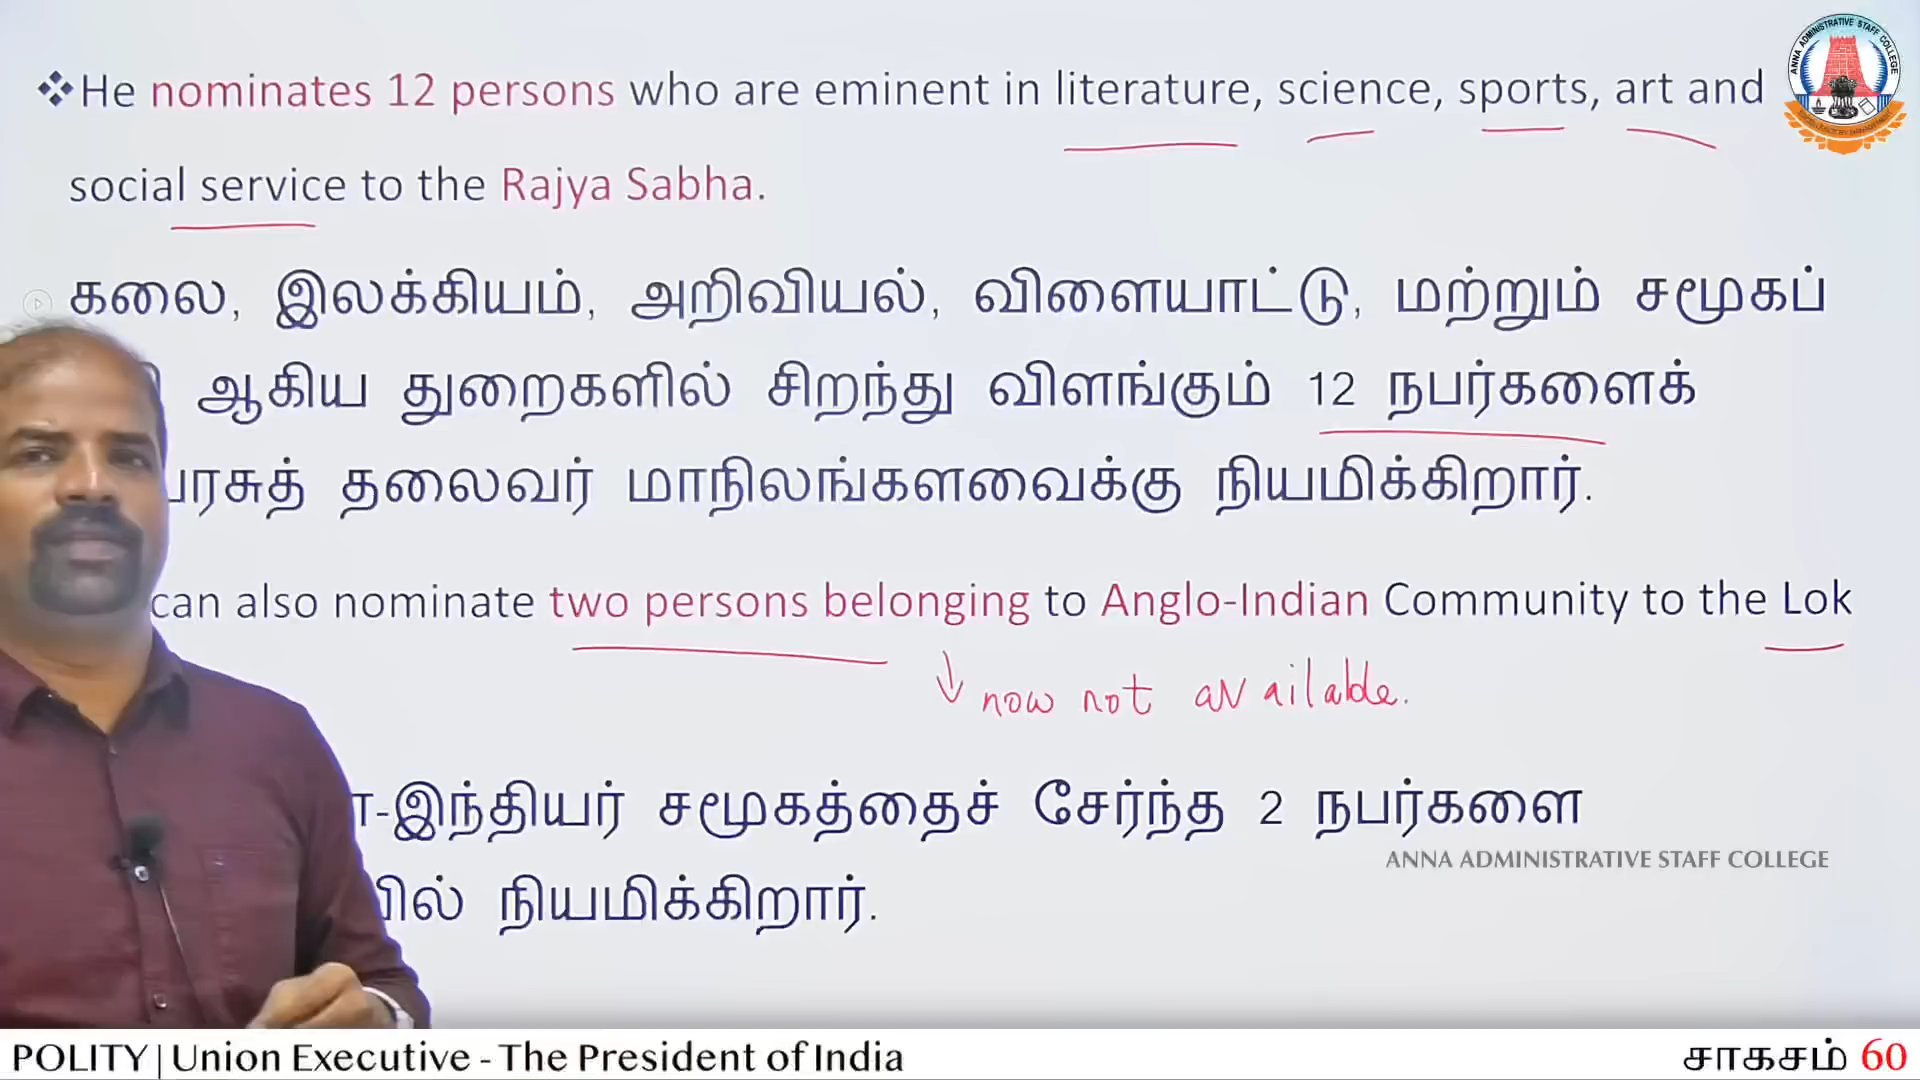 ANNA ADMINISTRATIVE STAFF COLLEGE
❖He nominates 12 persons who are eminent in literature, science, sports, art and
social service to the Rajya Sabha.
கலை, இலக்கியம், அறிவியல், விளையாட்டு, மற்றும் சமூகப்
ஆகிய துறைகளில் சிறந்து விளங்கும் 12 நபர்களைக்
தலைவர் மாநிலங்களவைக்கு நியமிக்கிறார்.
can also nominate two persons belonging to Anglo-Indian Community to the Lok
now not available.
-இந்தியர் சமூகத்தைச் சேர்ந்த 2 நபர்களை
ANNA ADMINISTRATIVE STAFF COLLEGE
நியமிக்கிறார்.
POLITY | Union Executive - The President of India
சாகசம் 60